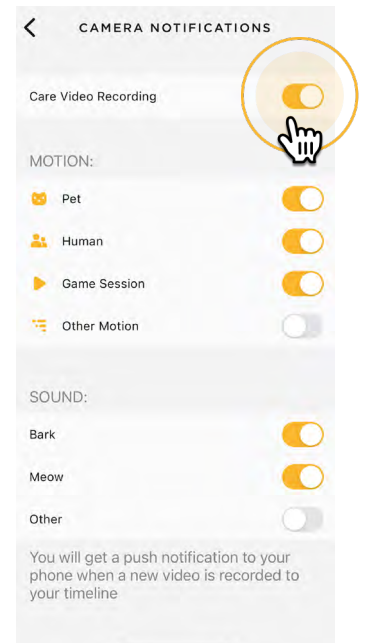 CAMERA NOTIFICATIONS
Care Video Recording
MOTION:
Pet
Human
Game Session
Other Motion
SOUND:
Bark
Meow
Other
You will get a push notification to your
phone when a new video is recorded to
your timeline